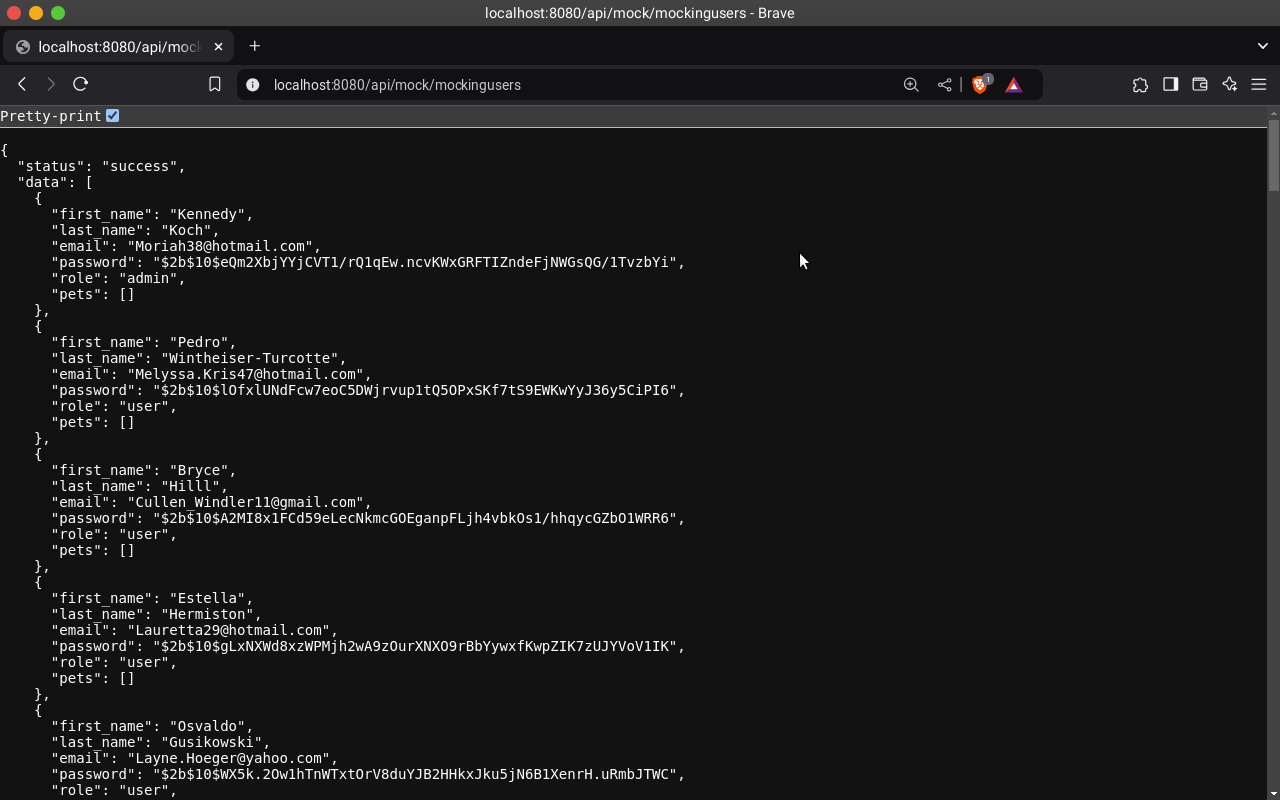 localhost:8080/api/mock/mockingusers - Brave
localhost:8080/api/mock
localhost:8080/api/mock/mockingusers
1
Pretty-print
{
  "status": "success",
  "data": [
    {
      "first_name": "Kennedy",
      "last_name": "Koch",
      "email": "Moriah38@hotmail.com",
      "password": "$2b$10$eQm2XbjYYjCVT1/rQ1qEw.ncvKWxGRFTIZndeFjNWGsQG/1TvzbYi",
      "role": "admin",
      "pets": []
    },
    {
      "first_name": "Pedro",
      "last_name": "Wintheiser-Turcotte",
      "email": "Melyssa.Kris47@hotmail.com",
      "password": "$2b$10$lOfxlUNdFcw7eoC5DWjrvup1tQ5OPxSKf7tS9EWKwYyJ36y5CiPI6",
      "role": "user",
      "pets": []
    },
    {
      "first_name": "Bryce",
      "last_name": "Hilll",
      "email": "Cullen_Windler11@gmail.com",
      "password": "$2b$10$A2MI8x1FCd59eLecNkmcGOEganpFLjh4vbkOs1/hhqycGZbO1WRR6",
      "role": "user",
      "pets": []
    },
    {
      "first_name": "Estella",
      "last_name": "Hermiston",
      "email": "Lauretta29@hotmail.com",
      "password": "$2b$10$gLxNXWd8xzWPMjh2wA9zOurXNXO9rBbYywxfKwpZIK7zUJYVoV1IK",
      "role": "user",
      "pets": []
    },
    {
      "first_name": "Osvaldo",
      "last_name": "Gusikowski",
      "email": "Layne.Hoeger@yahoo.com",
      "password": "$2b$10$WX5k.2Ow1hTnWTxtOrV8duYJB2HHkxJku5jN6B1XenrH.uRmbJTWC",
      "role": "user",